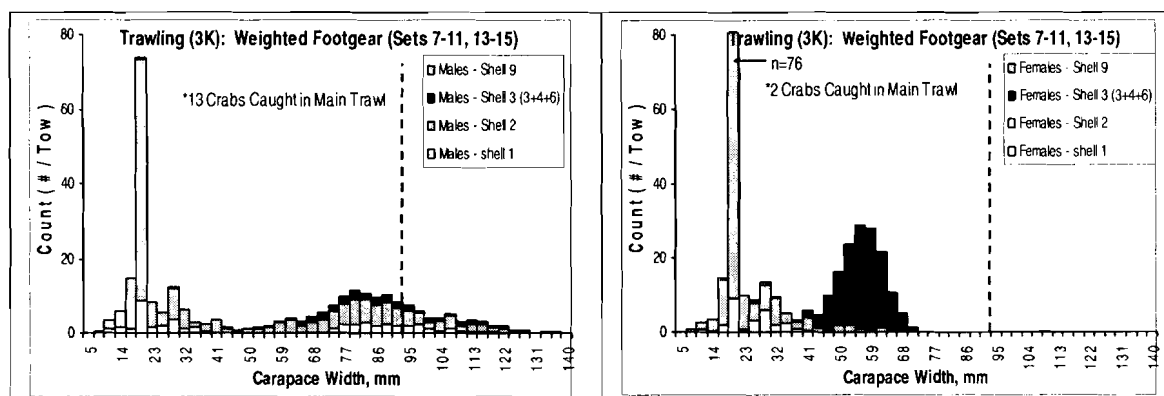 Trawling (3K): Weighted Footgear (Sets 7-11, 13-15)
80
60
40
20
0
Count (# / Tow)
*13 Crabs Caught in Main Trawl
Males - Shell 9
Males - Shell 3 (3+4+6)
Males - Shell 2
Males - shell 1
5 14 23 32 41 50 59 68 77 86 95 104 113 122 131 140
Carapace Width, mm
Trawling (3K): Weighted Footgear (Sets 7-11, 13-15)
80
60
40
20
0
Count (# / Tow)
n=76
*2 Crabs Caught in Main Trawl
Females - Shell 9
Females - Shell 3 (3+4+6)
Females - Shell 2
Females - shell 1
5 14 23 32 41 50 59 68 77 86 95 104 113 122 131 140
Carapace Width, mm